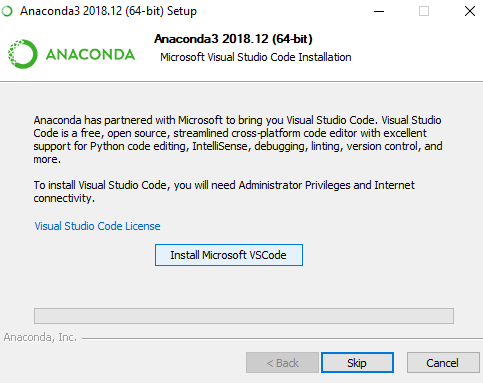 Anaconda3 2018.12 (64-bit) Setup
ANACONDA
Anaconda3 2018.12 (64-bit)
Microsoft Visual Studio Code Installation
Anaconda has partnered with Microsoft to bring you Visual Studio Code. Visual Studio
Code is a free, open source, streamlined cross-platform code editor with excellent
support for Python code editing, IntelliSense, debugging, linting, version control, and
more.
To install Visual Studio Code, you will need Administrator Privileges and Internet
connectivity.
Visual Studio Code License
Install Microsoft VSCode
Anaconda, Inc.
< Back
Skip
Cancel